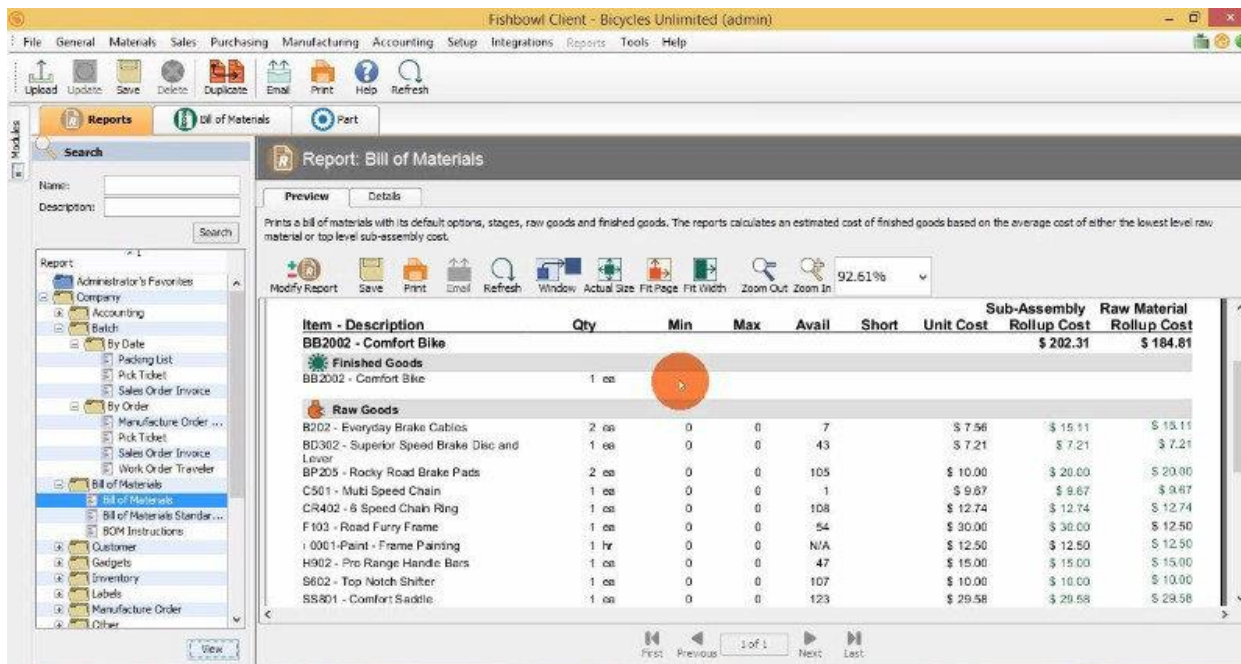 Fishbowl Client - Bicycles Unlimited (admin)
File General Materials Sales Purchasing Manufacturing Accounting Setup Integrations Reports Tools Help
Upload Update Save Delete Duplicate Email Print Help Refresh
Modules
Reports Bill of Materials Part
Search
Name:
Description:
Search
Report
Administrator's Favorites
Company
Accounting
Batch
By Date
Packing List
Pick Ticket
Sales Order Invoice
By Order
Manufacture Order ...
Pick Ticket
Sales Order Invoice
Work Order Traveler
Bill of Materials
Bill of Materials
Bill of Materials Standar...
BOM Instructions
Customer
Gadgets
Inventory
Labels
Manufacture Order
Other
View
Report: Bill of Materials
Preview Details
Prints a bill of materials with its default options, stages, raw goods and finished goods. The reports calculates an estimated cost of finished goods based on the average cost of either the lowest level raw
material or top level sub-assembly cost.
Modify Report Save Print Email Refresh Window Actual Size Fit Page Fit Width Zoom Out Zoom In 92.61%
Sub-Assembly Raw Material
Item - Description Qty Min Max Avail Short Unit Cost Rollup Cost Rollup Cost
BB2002 - Comfort Bike $ 202.31 $ 184.81
Finished Goods
BB2002 - Comfort Bike 1 ea
Raw Goods
B202 - Everyday Brake Cables 2 ea 0 0 7 $ 7.56 $ 15.11 $ 15.11
BD302 - Superior Speed Brake Disc and 1 ea 0 0 43 $ 7.21 $ 7.21 $ 7.21
Lever
BP205 - Rocky Road Brake Pads 2 ea 0 0 105 $ 10.00 $ 20.00 $ 20.00
C501 - Multi Speed Chain 1 ea 0 0 1 $ 9.67 $ 9.67 $ 9.67
CR402 - 6 Speed Chain Ring 1 ea 0 0 108 $ 12.74 $ 12.74 $ 12.74
F103 - Road Furry Frame 1 ea 0 0 54 $ 30.00 $ 30.00 $ 12.50
0001-Paint - Frame Painting 1 hr 0 0 N/A $ 12.50 $ 12.50 $ 12.50
H902 - Pro Range Handle Bars 1 ea 0 0 47 $ 15.00 $ 15.00 $ 15.00
S602 - Top Notch Shifter 1 ea 0 0 107 $ 10.00 $ 10.00 $ 10.00
SS801 - Comfort Saddle 1 ea 0 0 123 $ 29.58 $ 29.58 $ 29.58
First Previous 1 of 1 Next Last